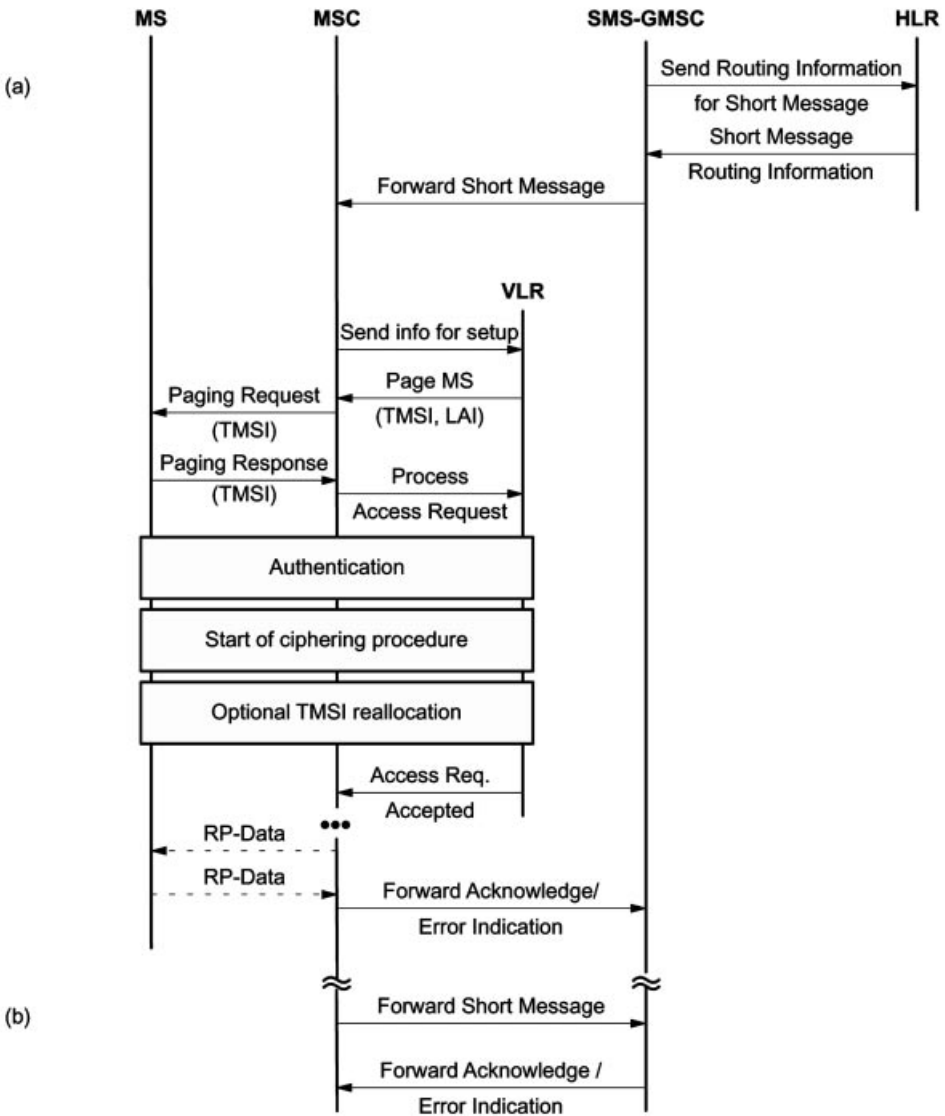 MS MSC SMS-GMSC HLR
(a)
Send Routing Information
for Short Message
Short Message
Routing Information
Forward Short Message
VLR
Send info for setup
Page MS
(TMSI, LAI)
Paging Request
(TMSI)
Paging Response
(TMSI)
Process
Access Request
Authentication
Start of ciphering procedure
Optional TMSI reallocation
Access Req.
Accepted
RP-Data
RP-Data
Forward Acknowledge/
Error Indication
(b)
Forward Short Message
Forward Acknowledge /
Error Indication